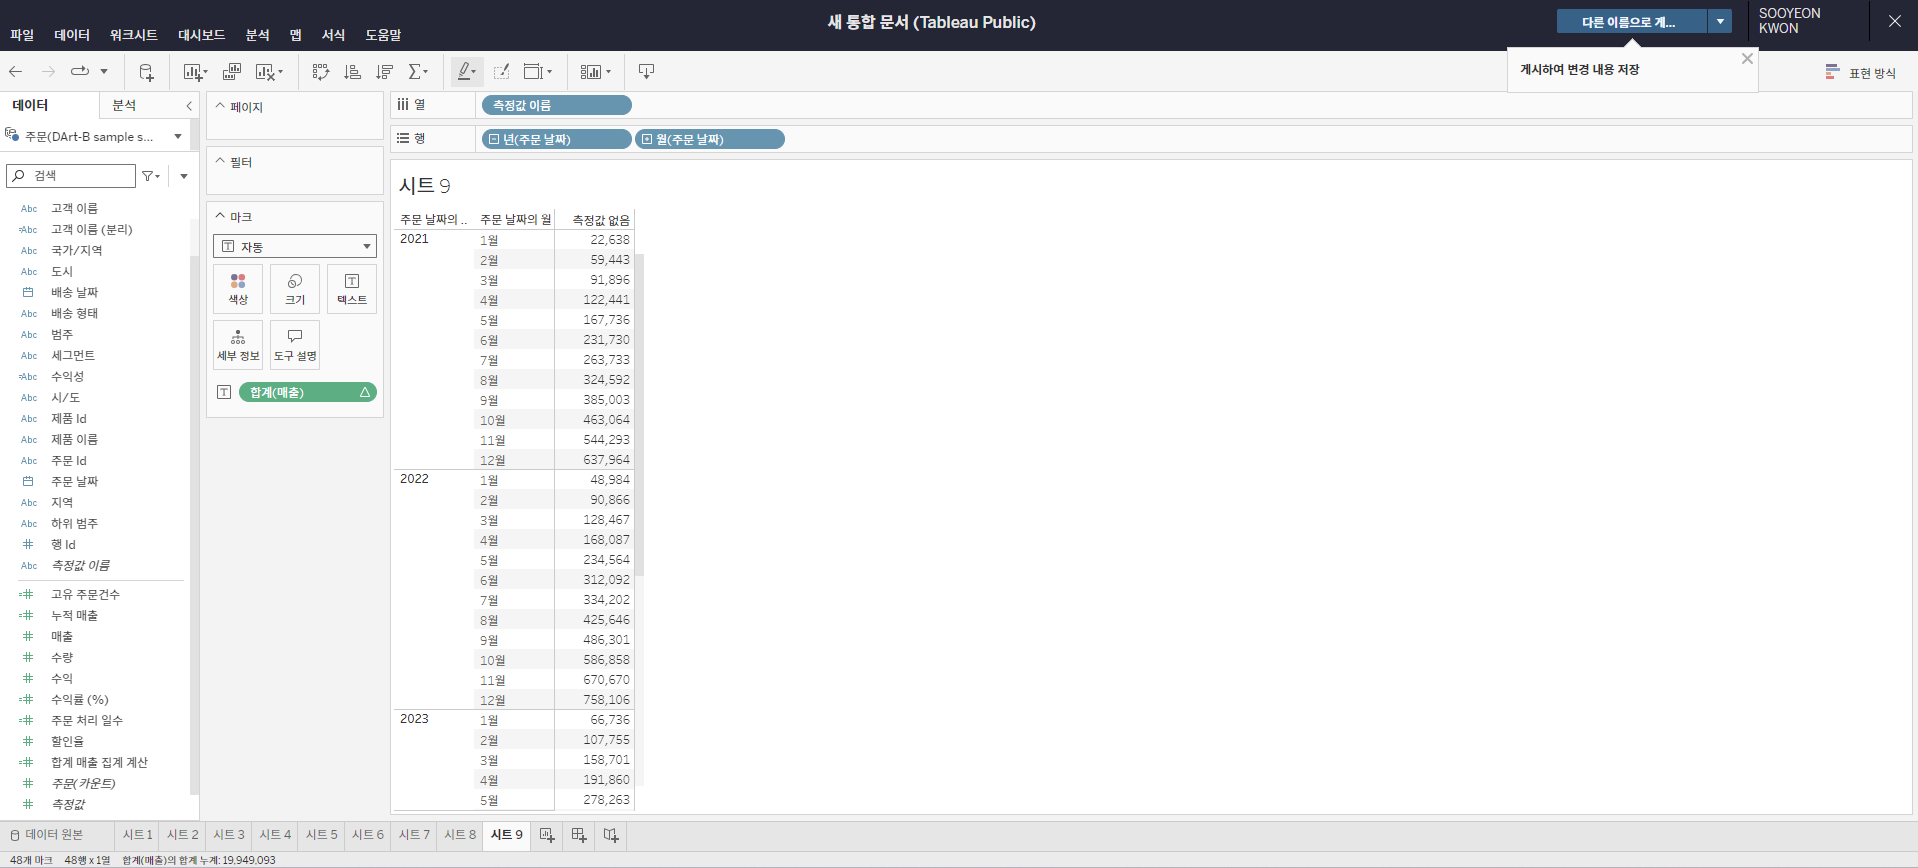 새 통합 문서 (Tableau Public)
다른 이름으로 게...
SOOYEON
KWON
파일 데이터 워크시트 대시보드 분석 맵 서식 도움말
게시하여 변경 내용 저장
표현 방식
데이터 분석
주문(DArt-B sample s...
검색
Abc 고객 이름
=Abc 고객 이름 (분리)
Abc 국가/지역
Abc 도시
배송 날짜
Abc 배송 형태
Abc 범주
Abc 세그먼트
=Abc 수익성
Abc 시/도
Abc 제품 Id
Abc 제품 이름
Abc 주문 Id
주문 날짜
Abc 지역
Abc 하위 범주
# 행 Id
Abc 측정값 이름
=# 고유 주문건수
=# 누적 매출
# 매출
# 수량
# 수익
=# 수익률 (%)
=# 주문 처리 일수
# 할인율
=# 합계 매출 집계 계산
# 주문(카운트)
# 측정값
페이지
필터
마크
자동
색상 크기 텍스트
세부 정보 도구 설명
합계(매출)
열 측정값 이름
행 년(주문 날짜) 월(주문 날짜)
시트 9
주문 날짜의 .. 주문 날짜의 월 측정값 없음
2021 1월 22,638
2월 59,443
3월 91,896
4월 122,441
5월 167,736
6월 231,730
7월 263,733
8월 324,592
9월 385,003
10월 463,064
11월 544,293
12월 637,964
2022 1월 48,984
2월 90,866
3월 128,467
4월 168,087
5월 234,564
6월 312,092
7월 334,202
8월 425,646
9월 486,301
10월 586,858
11월 670,670
12월 758,106
2023 1월 66,736
2월 107,755
3월 158,701
4월 191,860
5월 278,263
데이터 원본 시트 1 시트 2 시트 3 시트 4 시트 5 시트 6 시트 7 시트 8 시트 9
48개 마크 48행 x 1열 합계(매출)의 합계 누계: 19,949,093